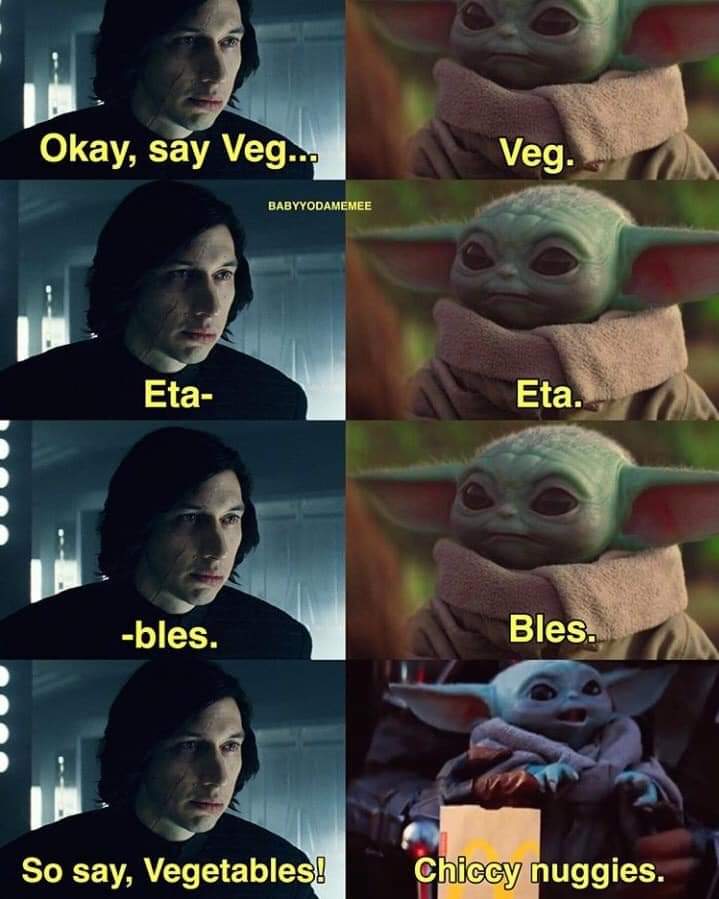 Okay, say Veg...
Veg.
BABYYODAMEMEE
Eta-
Eta.
-bles.
Bles.
So say, Vegetables!
Chiccy nuggies.